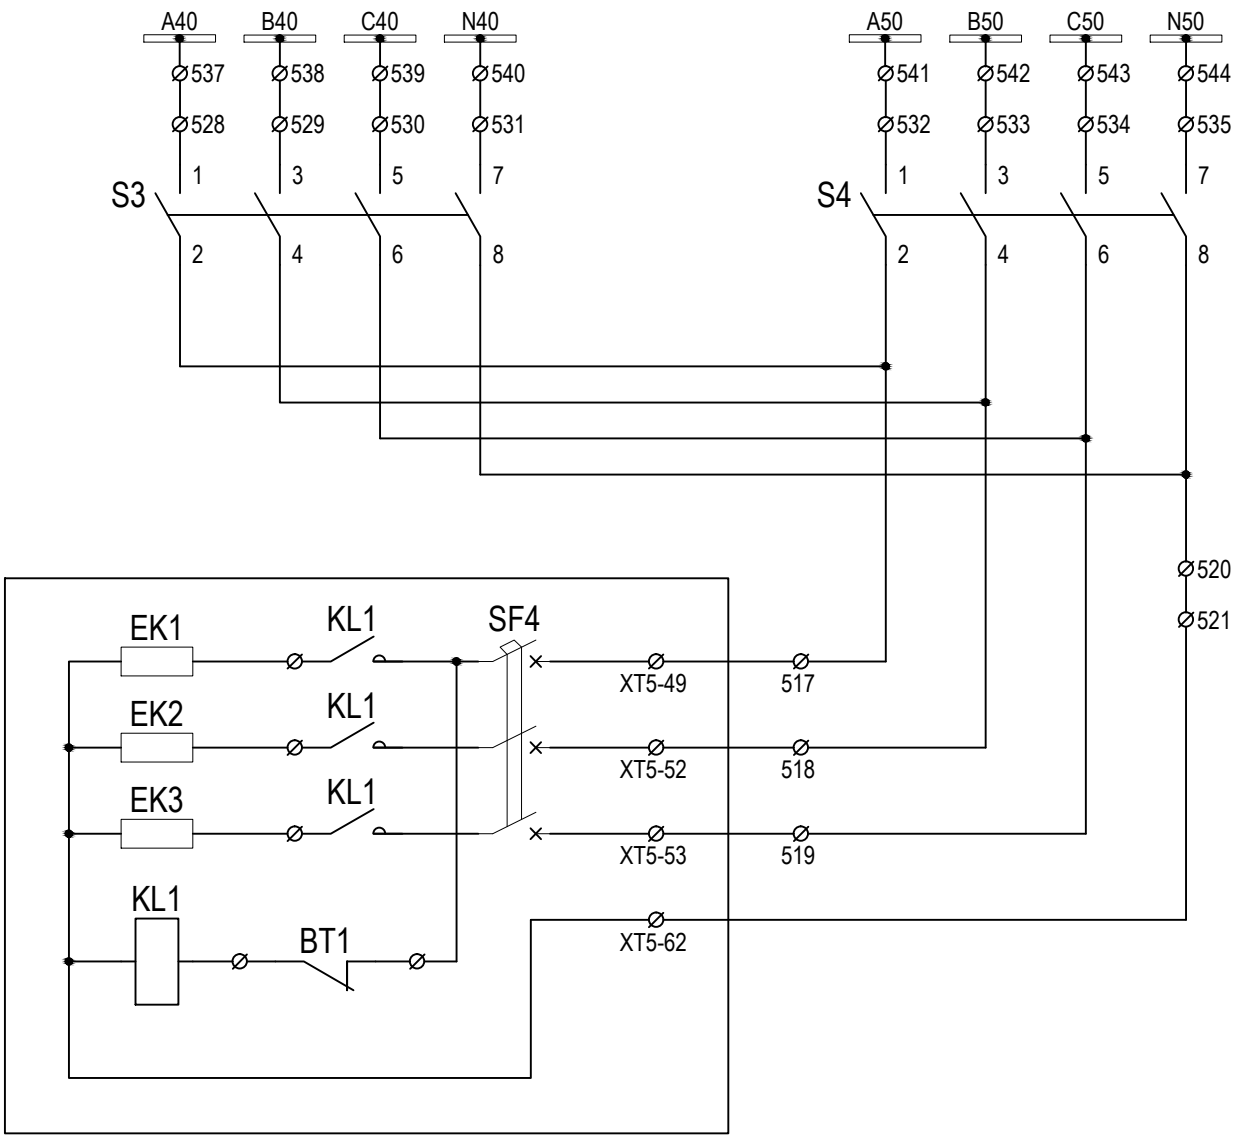 A40 B40 C40 N40 A50 B50 C50 N50
537 538 539 540 541 542 543 544
528 529 530 531 532 533 534 535
1 3 5 7 1 3 5 7
S3 S4
2 4 6 8 2 4 6 8
520
521
EK1 KL1 SF4
XT5-49 517
EK2 KL1
XT5-52 518
EK3 KL1
XT5-53 519
KL1 BT1
XT5-62